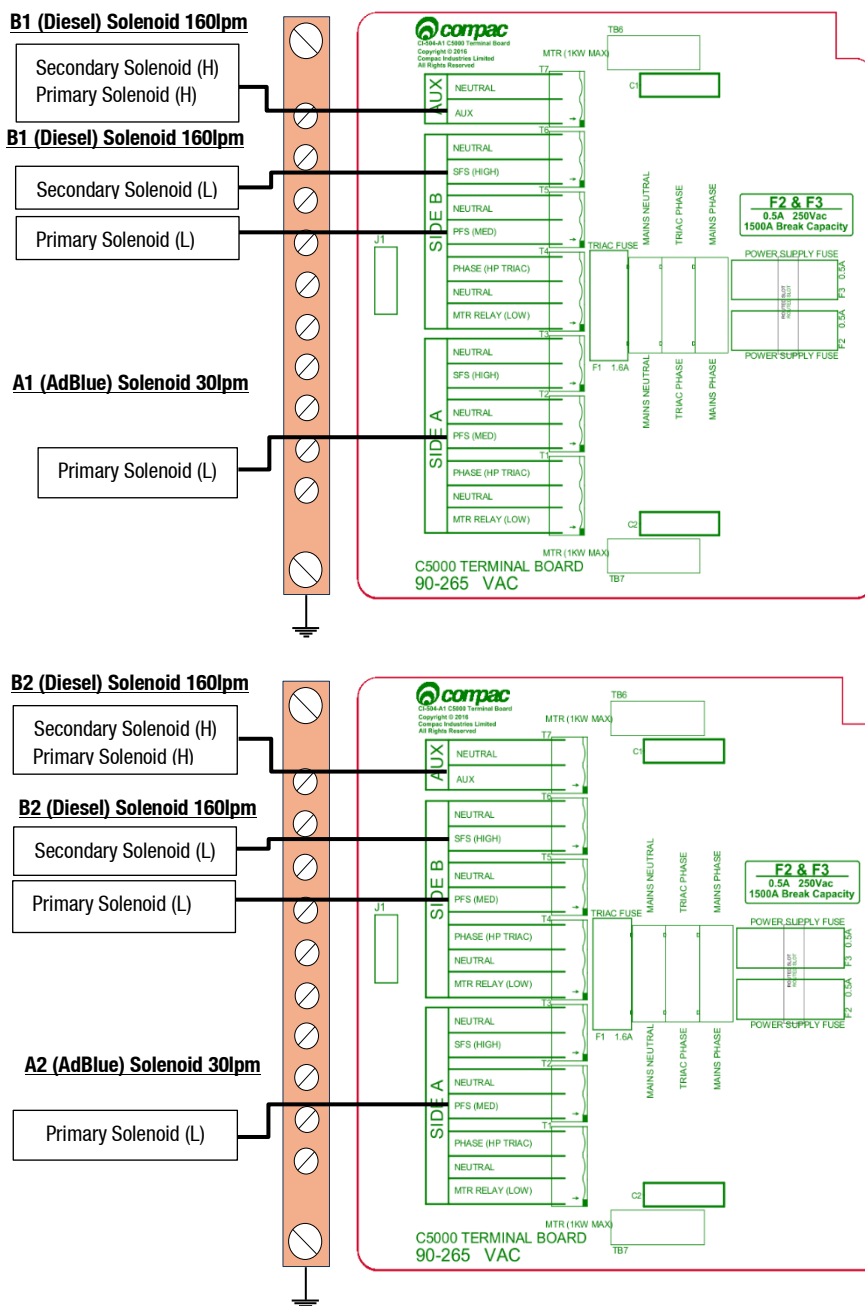 B1 (Diesel) Solenoid 160lpm
Secondary Solenoid (H)
Primary Solenoid (H)
B1 (Diesel) Solenoid 160lpm
Secondary Solenoid (L)
Primary Solenoid (L)
A1 (AdBlue) Solenoid 30lpm
Primary Solenoid (L)
compac
CI-504-A1 C5000 Terminal Board
Copyright © 2016
Compac Industries Limited
All Rights Reserved
TB6
MTR (1KW MAX)
C1
AUX
T7
NEUTRAL
AUX
SIDE B
T6
NEUTRAL
SFS (HIGH)
T5
NEUTRAL
PFS (MED)
T4
PHASE (HP TRIAC)
NEUTRAL
MTR RELAY (LOW)
J1
SIDE A
T3
NEUTRAL
SFS (HIGH)
T2
NEUTRAL
PFS (MED)
T1
PHASE (HP TRIAC)
NEUTRAL
MTR RELAY (LOW)
TRIAC FUSE
F1 1.6A
MAINS NEUTRAL
TRIAC PHASE
MAINS PHASE
MAINS NEUTRAL
TRIAC PHASE
MAINS PHASE
F2 & F3
0.5A 250Vac
1500A Break Capacity
POWER SUPPLY FUSE
F3 0.5A
ROUTED SLOT
ROUTED SLOT
F2 0.5A
POWER SUPPLY FUSE
C2
MTR (1KW MAX)
TB7
C5000 TERMINAL BOARD
90-265 VAC
B2 (Diesel) Solenoid 160lpm
Secondary Solenoid (H)
Primary Solenoid (H)
B2 (Diesel) Solenoid 160lpm
Secondary Solenoid (L)
Primary Solenoid (L)
A2 (AdBlue) Solenoid 30lpm
Primary Solenoid (L)
compac
CI-504-A1 C5000 Terminal Board
Copyright © 2016
Compac Industries Limited
All Rights Reserved
TB6
MTR (1KW MAX)
C1
AUX
T7
NEUTRAL
AUX
SIDE B
T6
NEUTRAL
SFS (HIGH)
T5
NEUTRAL
PFS (MED)
T4
PHASE (HP TRIAC)
NEUTRAL
MTR RELAY (LOW)
J1
SIDE A
T3
NEUTRAL
SFS (HIGH)
T2
NEUTRAL
PFS (MED)
T1
PHASE (HP TRIAC)
NEUTRAL
MTR RELAY (LOW)
TRIAC FUSE
F1 1.6A
MAINS NEUTRAL
TRIAC PHASE
MAINS PHASE
MAINS NEUTRAL
TRIAC PHASE
MAINS PHASE
F2 & F3
0.5A 250Vac
1500A Break Capacity
POWER SUPPLY FUSE
F3 0.5A
ROUTED SLOT
ROUTED SLOT
F2 0.5A
POWER SUPPLY FUSE
C2
MTR (1KW MAX)
TB7
C5000 TERMINAL BOARD
90-265 VAC